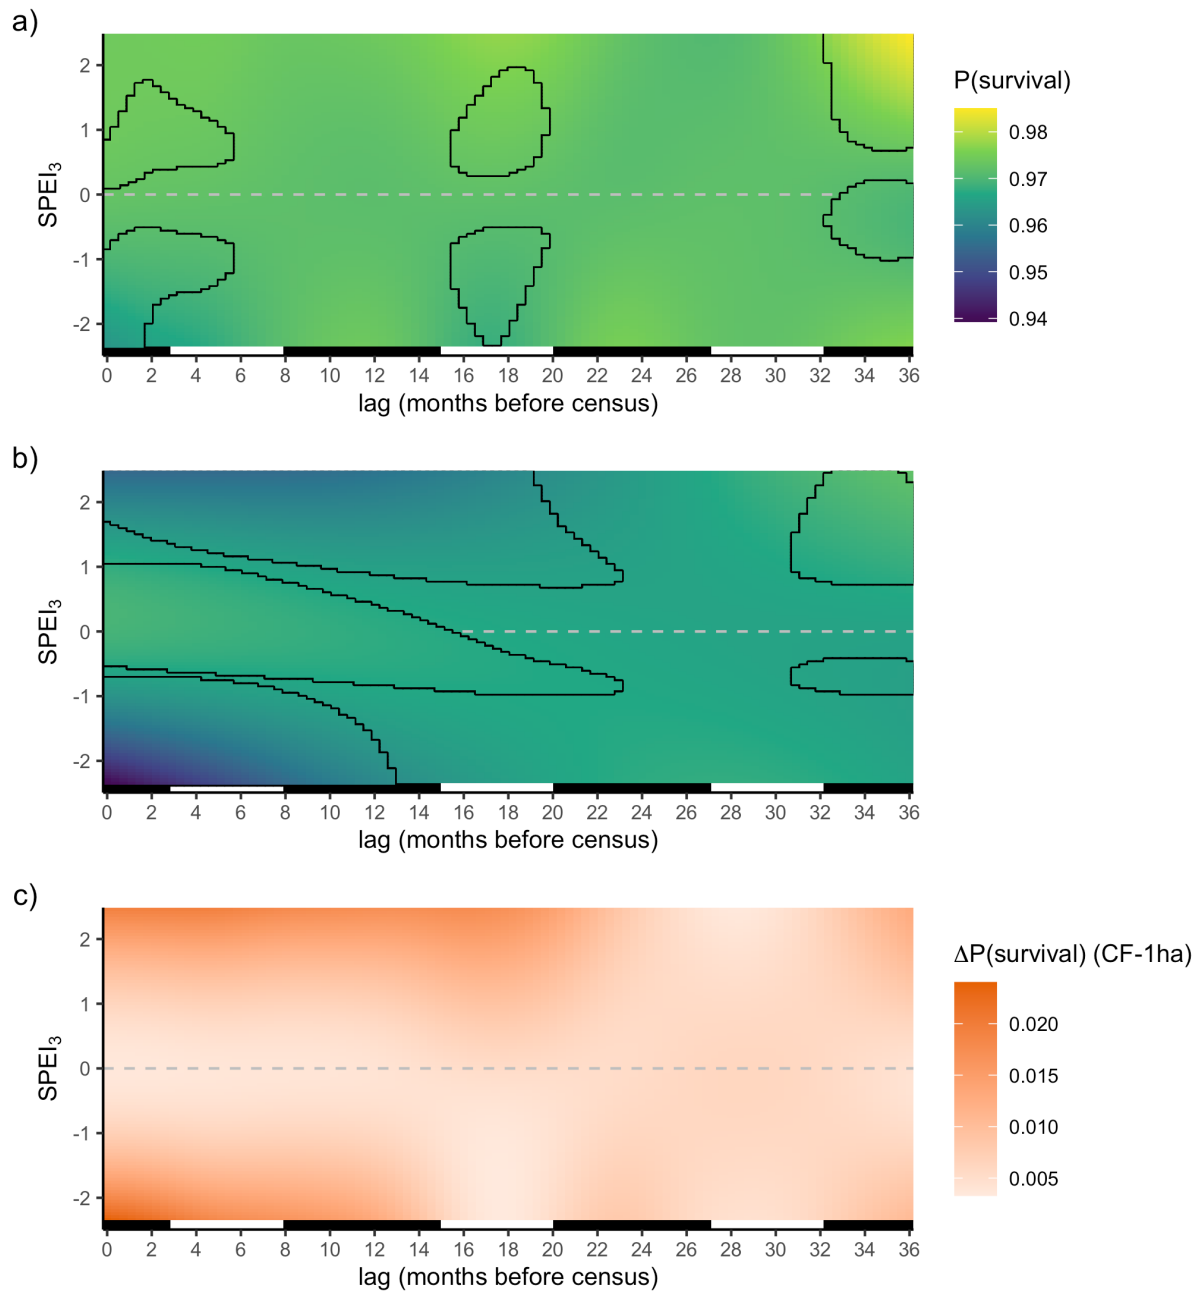 a)
2
1
0
-1
-2
SPEI3
0 2 4 6 8 10 12 14 16 18 20 22 24 26 28 30 32 34 36
lag (months before census)
P(survival)
0.98
0.97
0.96
0.95
0.94
b)
2
1
0
-1
-2
SPEI3
0 2 4 6 8 10 12 14 16 18 20 22 24 26 28 30 32 34 36
lag (months before census)
c)
2
1
0
-1
-2
SPEI3
0 2 4 6 8 10 12 14 16 18 20 22 24 26 28 30 32 34 36
lag (months before census)
ΔP(survival) (CF-1ha)
0.020
0.015
0.010
0.005